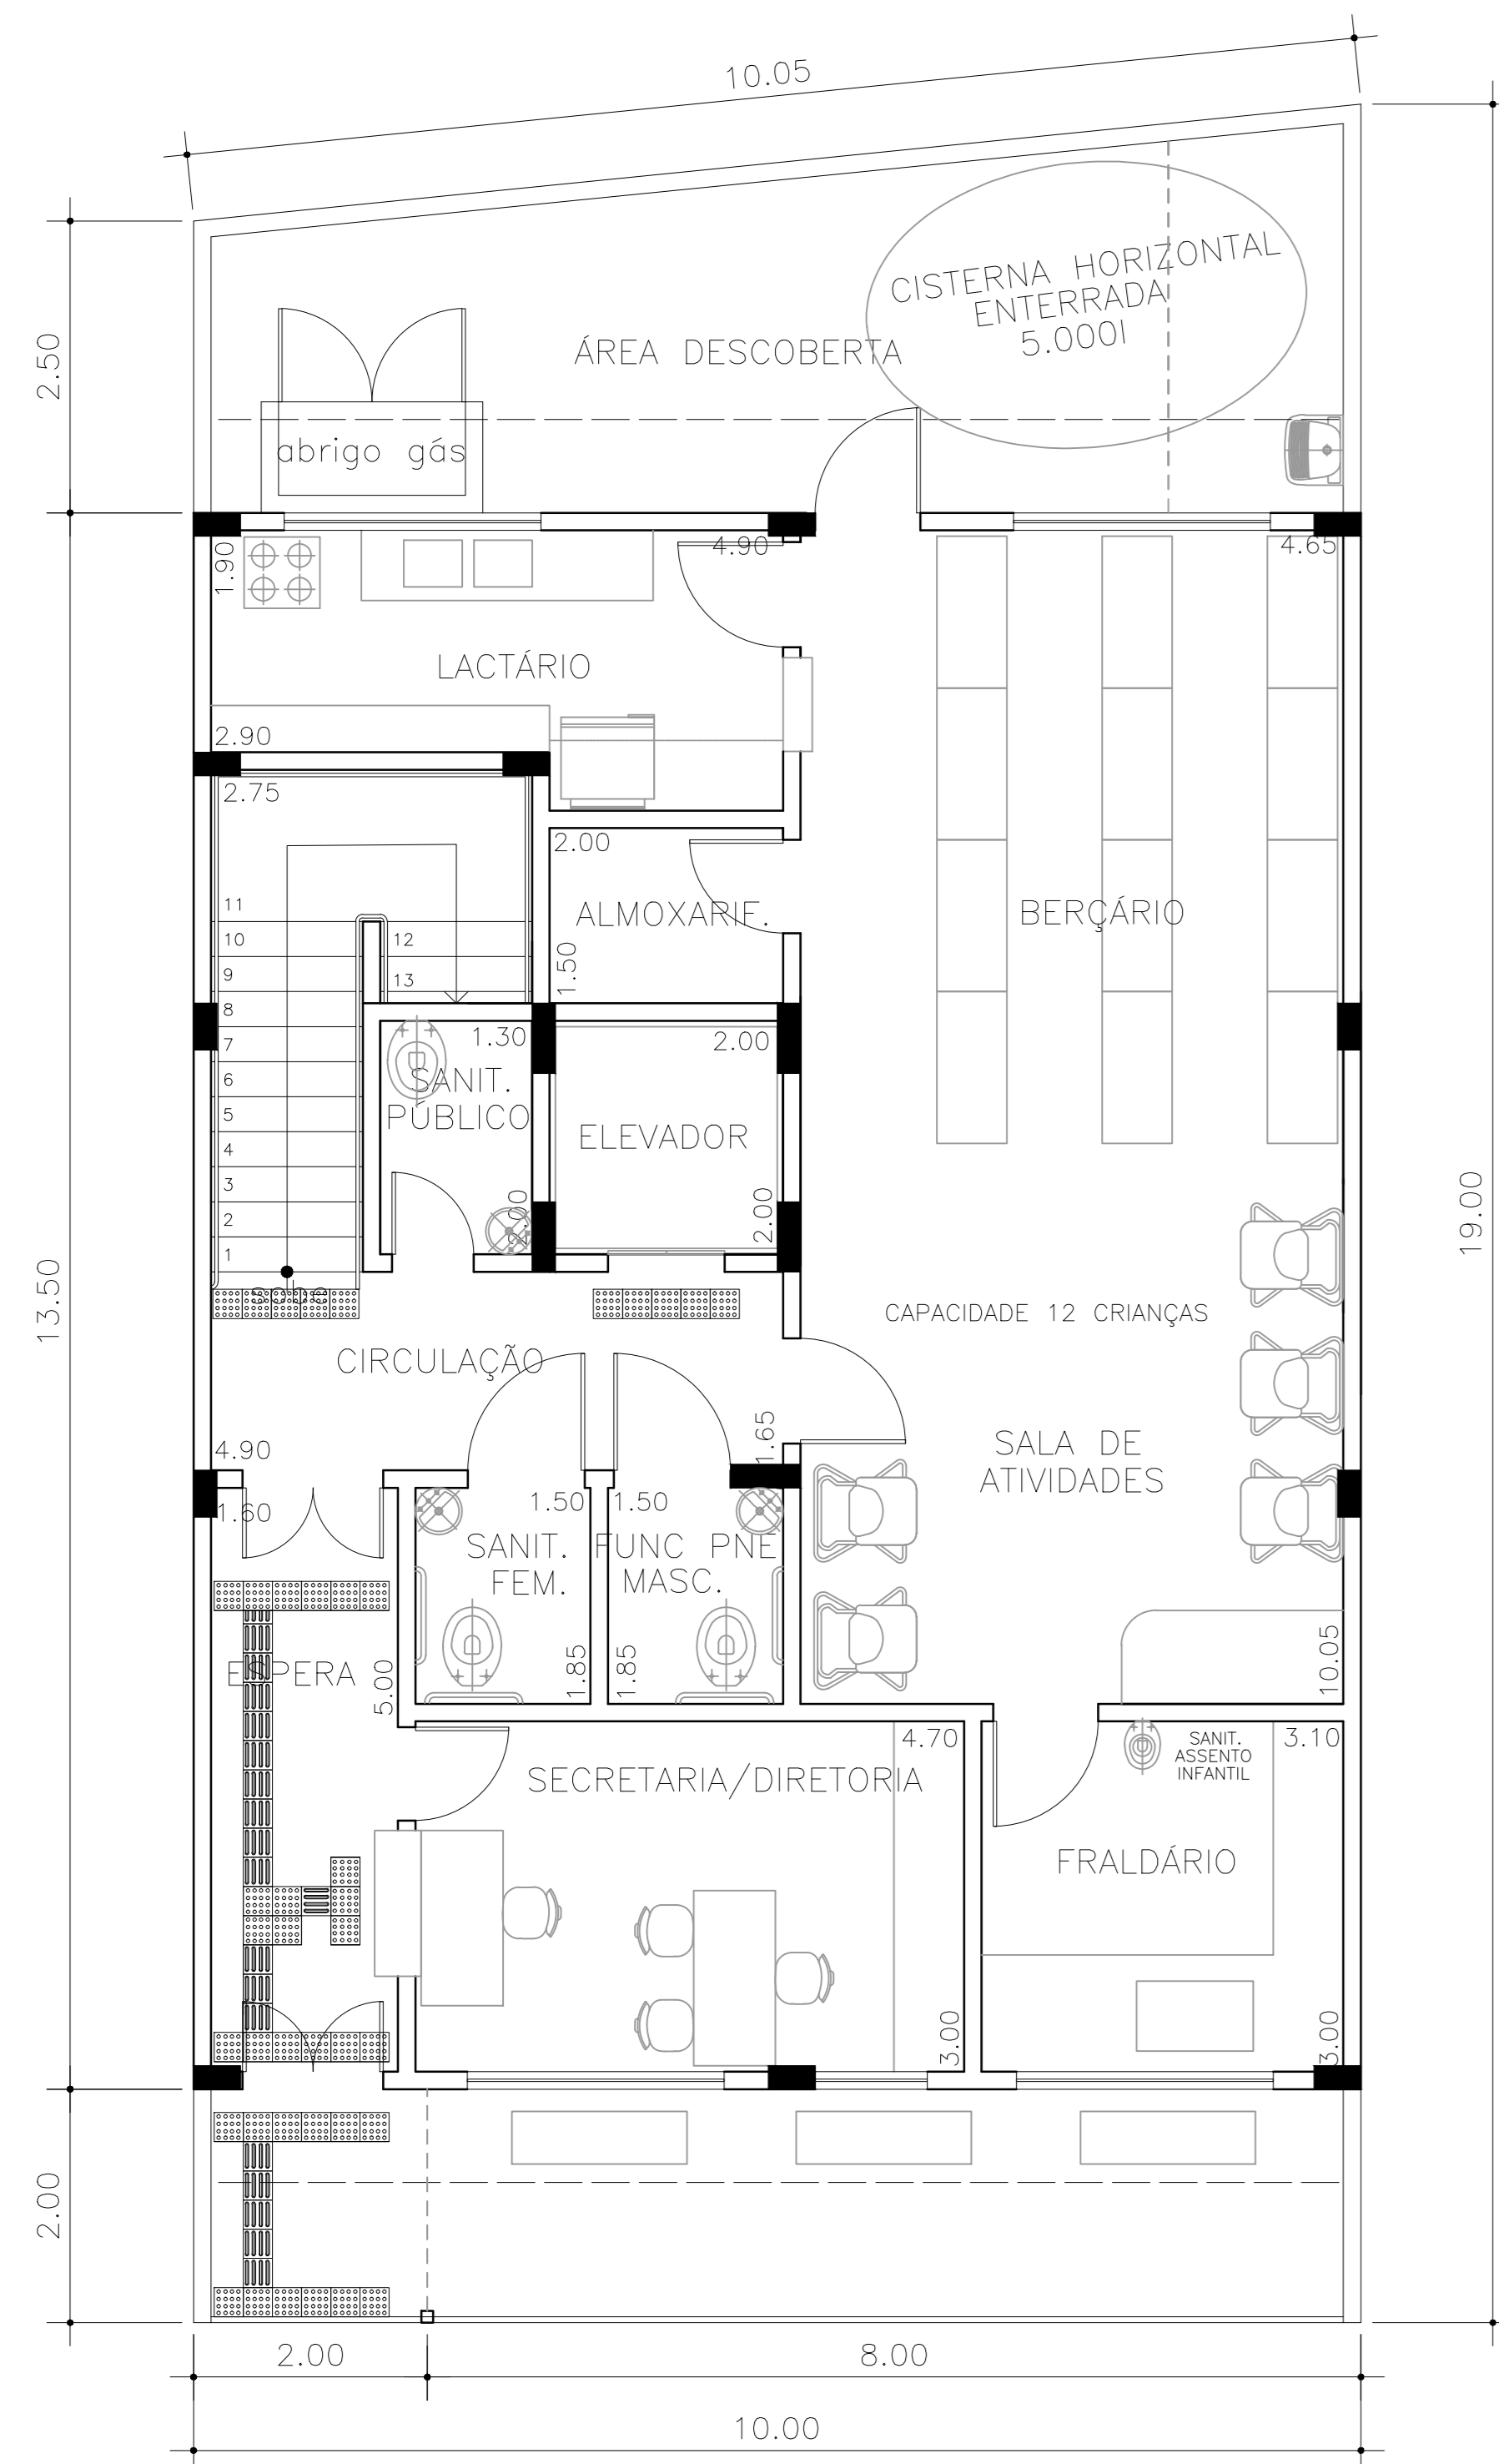 10.05
CISTERNA HORIZONTAL
ENTERRADA
5.000l
2.50
ÁREA DESCOBERTA
abrigo gás
1.90
4.90
4.65
LACTÁRIO
2.90
2.75
2.00
11
ALMOXARIF.
BERÇÁRIO
10
12
9
13
1.50
8
7
1.30
2.00
6
SANIT.
5
PÚBLICO
ELEVADOR
4
3
2
2.00
2.00
19.00
1
sobe
13.50
CAPACIDADE 12 CRIANÇAS
CIRCULAÇÃO
4.90
1.65
SALA DE
ATIVIDADES
1.60
1.50
1.50
SANIT. FUNC PNE
FEM.
MASC.
ESPERA
5.00
1.85
1.85
10.05
4.70
SANIT.
ASSENTO
INFANTIL
3.10
SECRETARIA/DIRETORIA
FRALDÁRIO
3.00
3.00
2.00
2.00
8.00
10.00